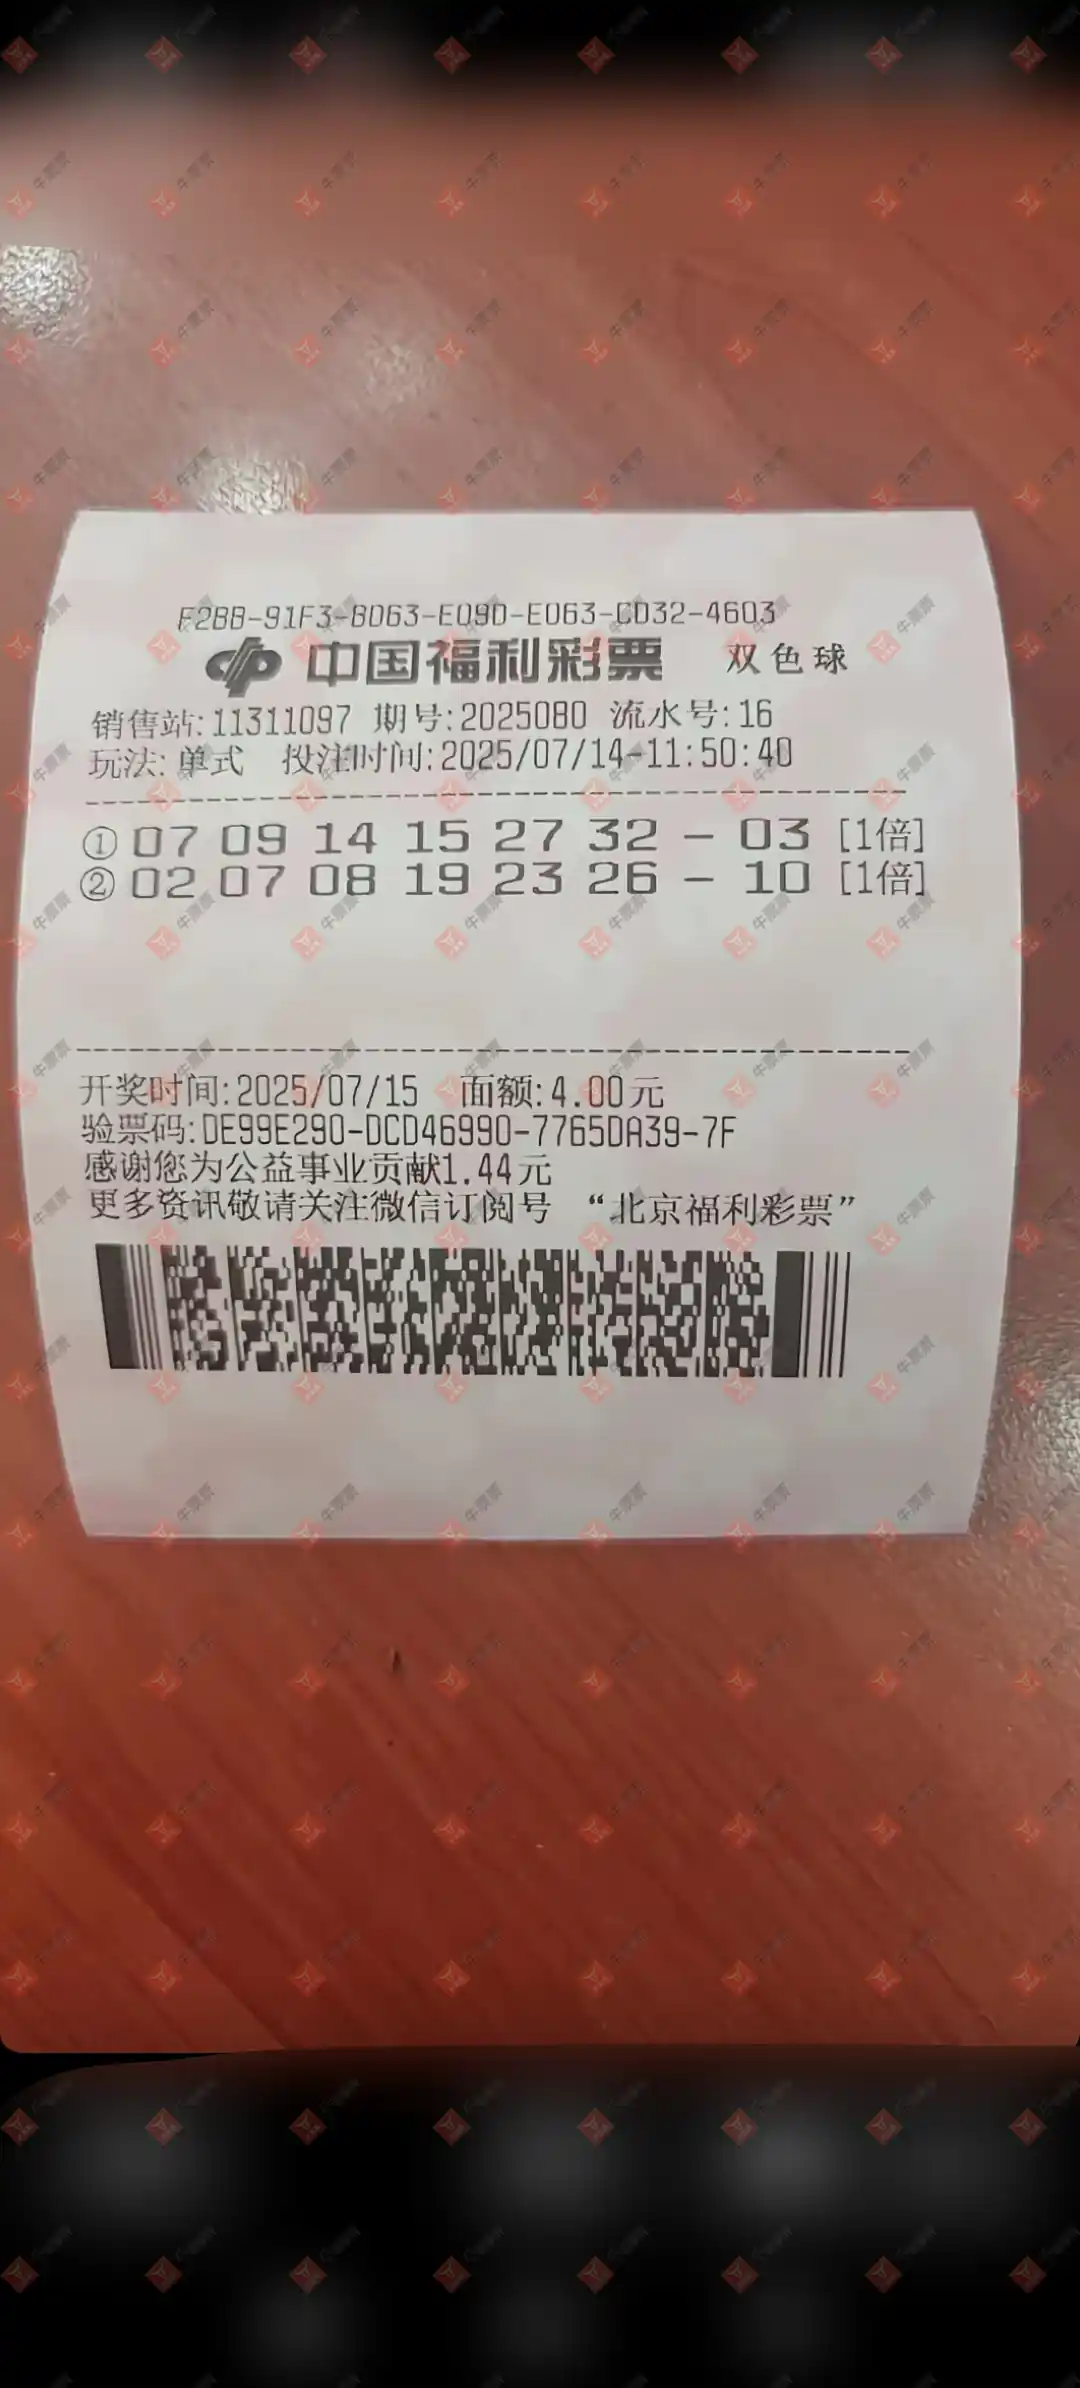 F2BB-91F3-8D63-E09D-E063-CD32-4603
中国福利彩票 双色球
销售站:11311097 期号:2025080 流水号:16
玩法:单式 投注时间:2025/07/14-11:50:40
① 07 09 14 15 27 32 - 03 [1倍]
② 02 07 08 19 23 26 - 10 [1倍]
开奖时间:2025/07/15 面额:4.00元
验票码:DE99E290-DCD46990-7765DA39-7F
感谢您为公益事业贡献1.44元
更多资讯敬请关注微信订阅号 “北京福利彩票”